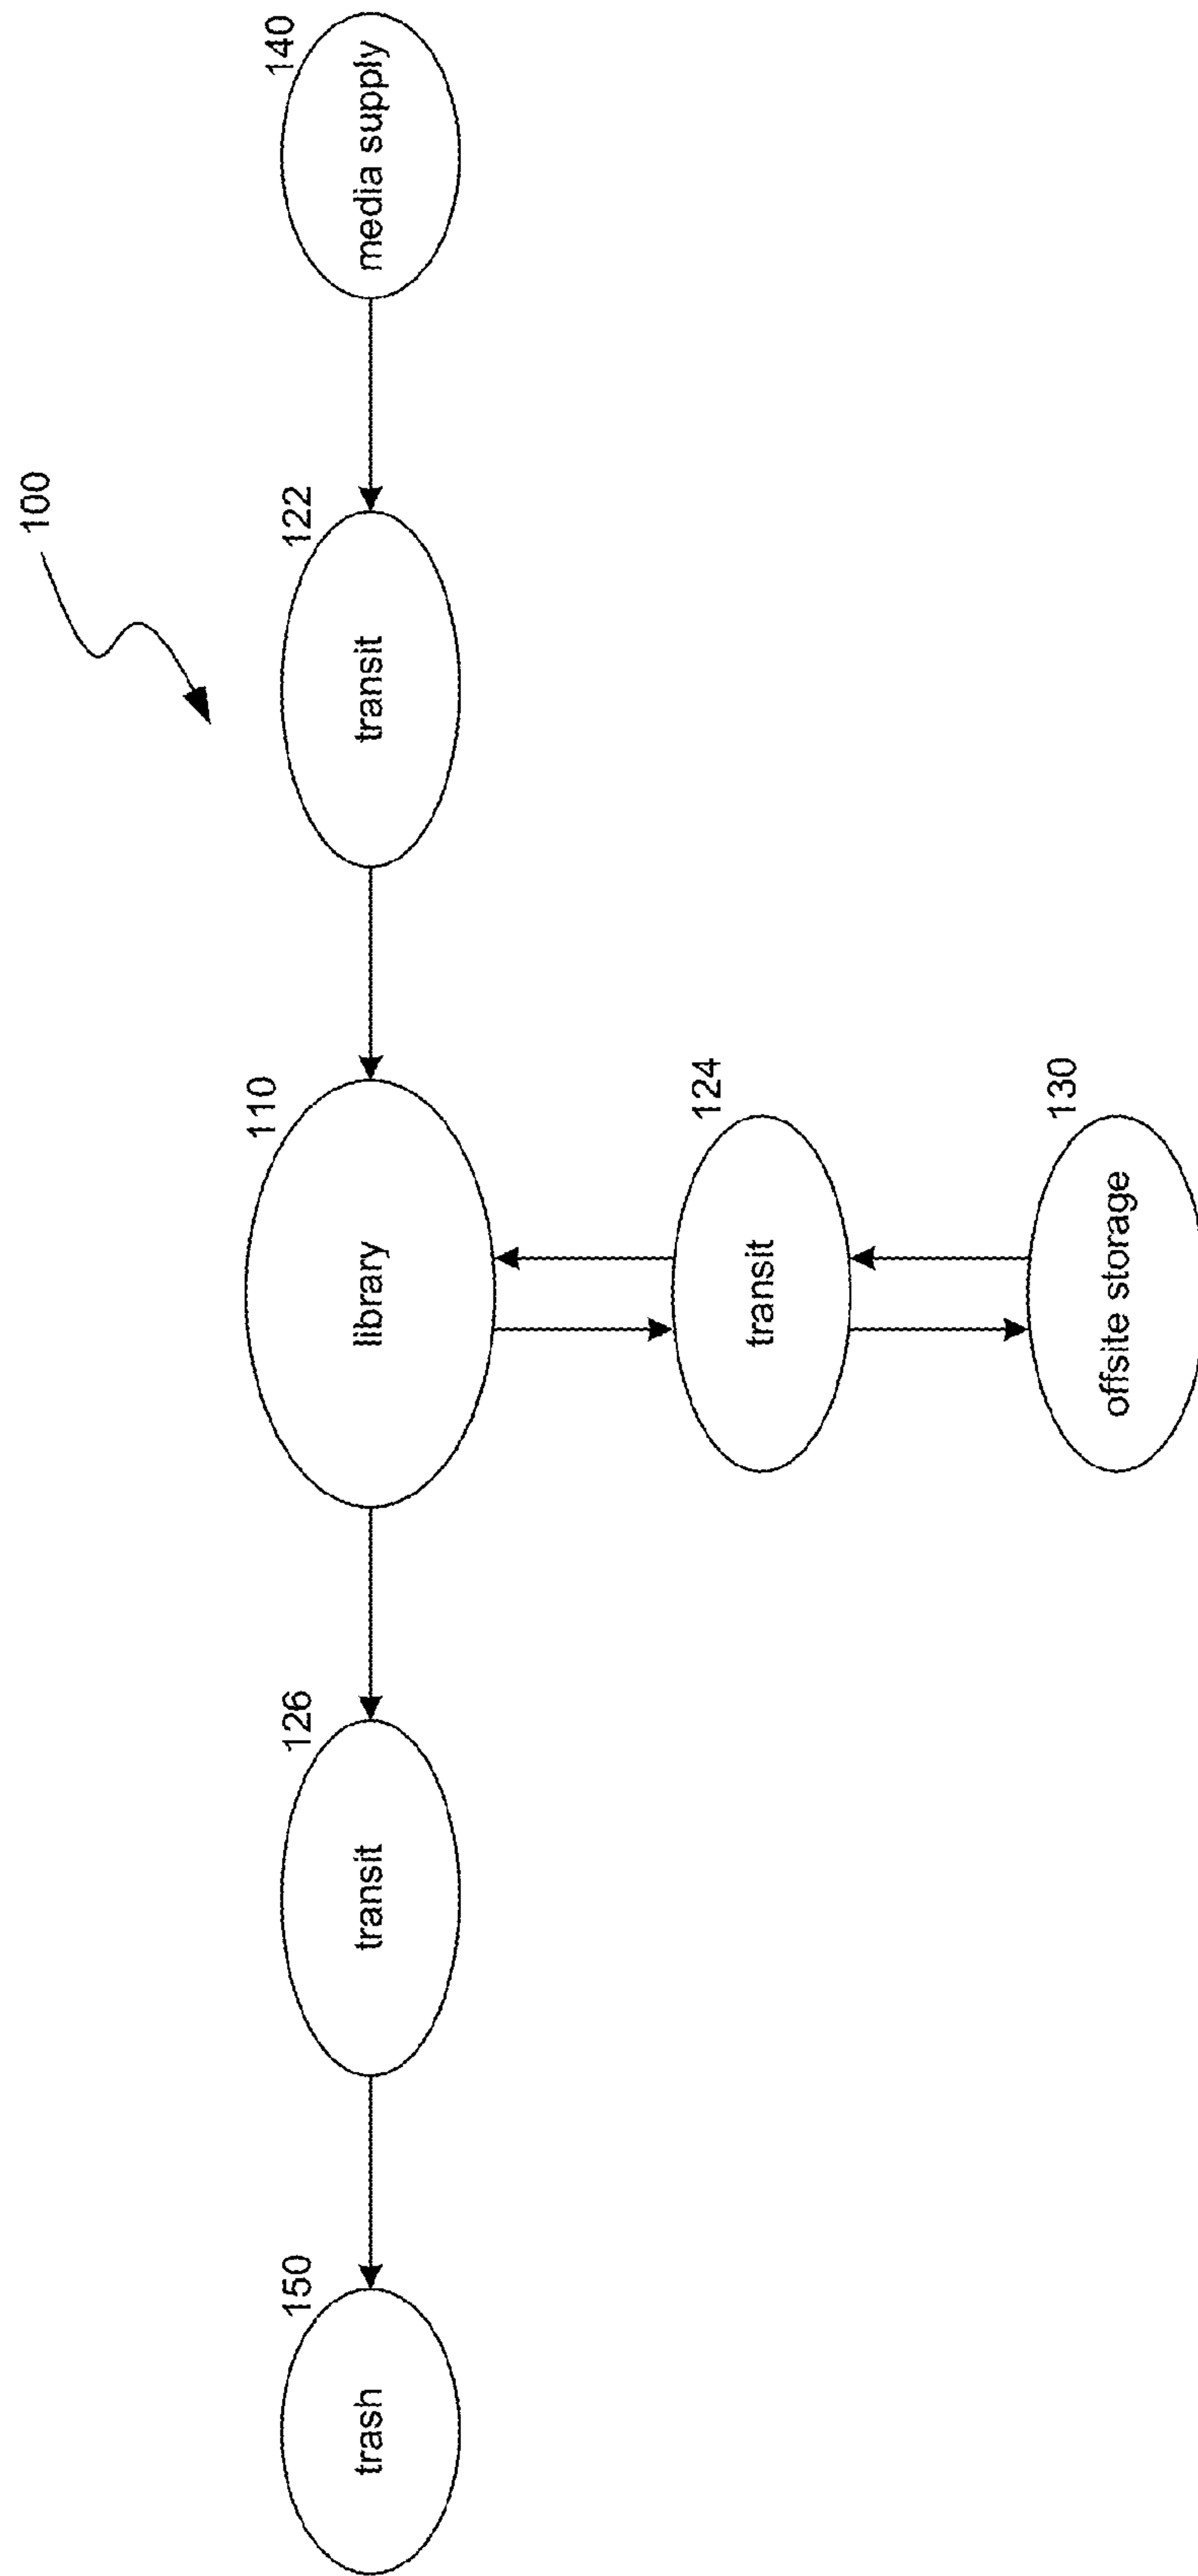 100
150
trash
126
transit
110
library
122
transit
140
media supply
124
transit
130
offsite storage